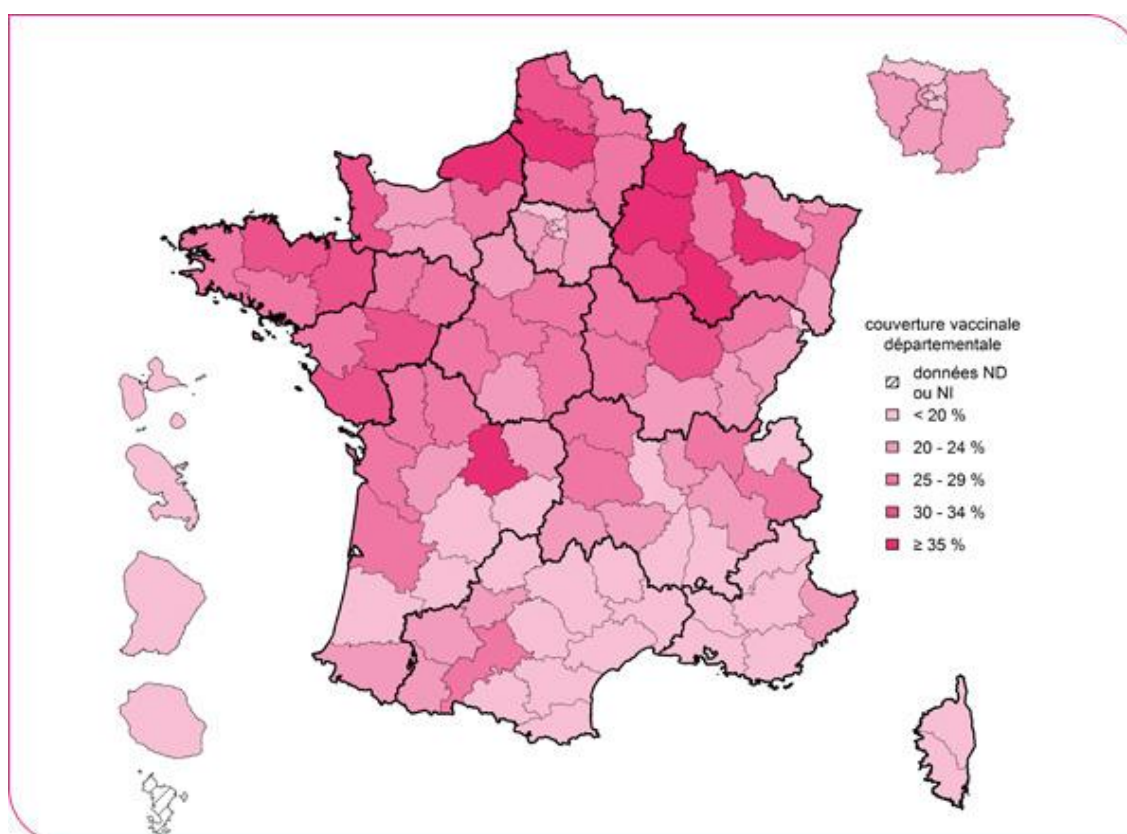 couverture vaccinale
départementale
données ND
ou NI
< 20 %
20 - 24 %
25 - 29 %
30 - 34 %
≥ 35 %